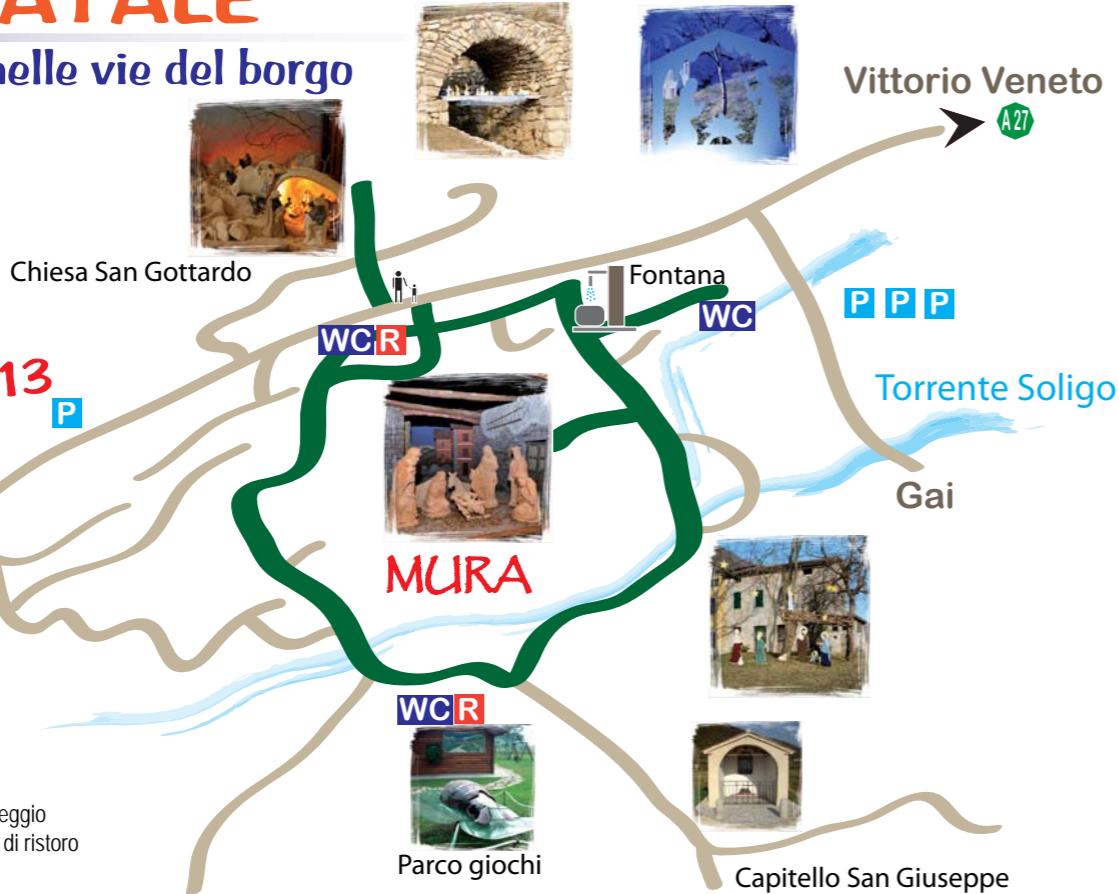 ATALE
nelle vie del borgo
Vittorio Veneto
A 27
Chiesa San Gottardo
Fontana
WC
P P P
WC R
13
P
Torrente Soligo
Gai
MURA
WC R
eggio
di ristoro
Parco giochi
Capitello San Giuseppe